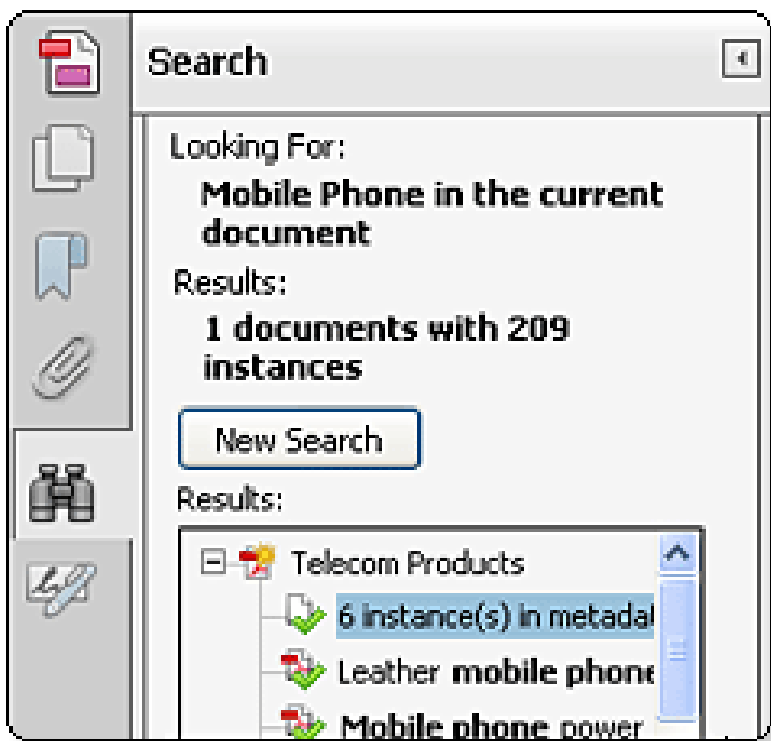 Search
Looking For:
Mobile Phone in the current
document
Results:
1 documents with 209
instances
New Search
Results:
Telecom Products
6 instance(s) in metada
Leather mobile phone
Mobile phone power